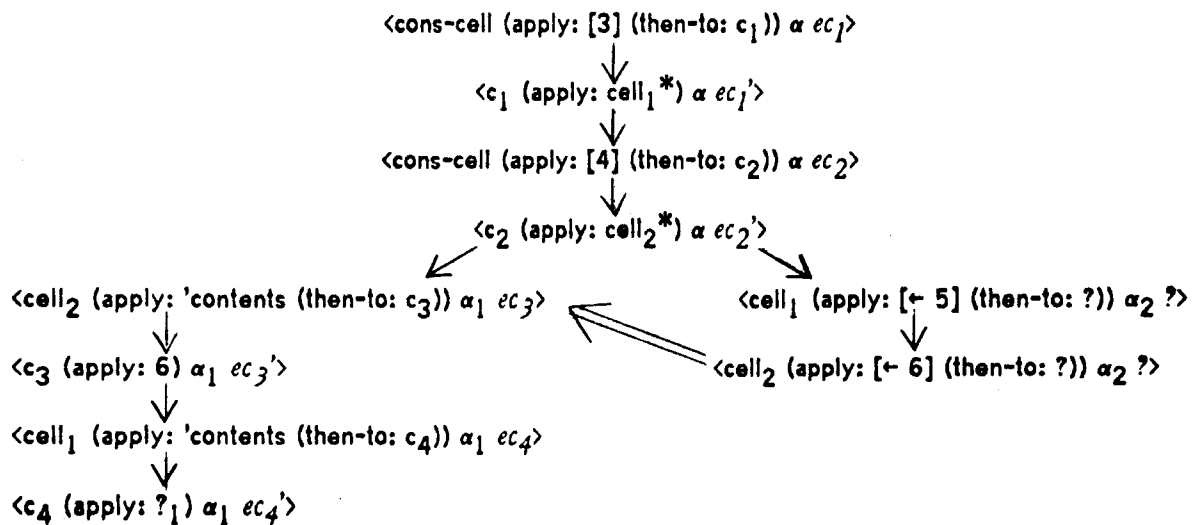 <cons-cell (apply: [3] (then-to: c₁)) α ec₁>
<c₁ (apply: cell₁*) α ec₁'>
<cons-cell (apply: [4] (then-to: c₂)) α ec₂>
<c₂ (apply: cell₂*) α ec₂'>
<cell₂ (apply: 'contents (then-to: c₃)) α₁ ec₃>
<cell₁ (apply: [← 5] (then-to: ?)) α₂ ?>
<c₃ (apply: 6) α₁ ec₃'>
<cell₂ (apply: [← 6] (then-to: ?)) α₂ ?>
<cell₁ (apply: 'contents (then-to: c₄)) α₁ ec₄>
<c₄ (apply: ?₁) α₁ ec₄'>